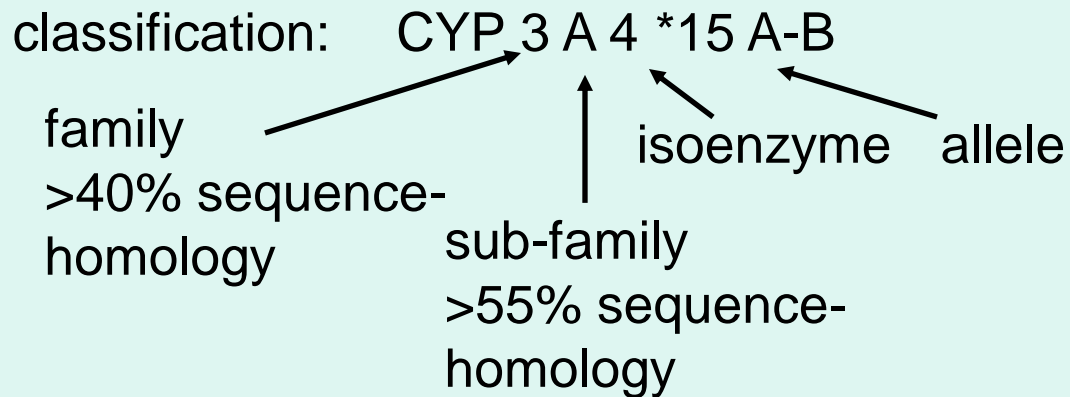 classification: CYP 3 A 4 *15 A-B
family
>40% sequence-
homology
isoenzyme
allele
sub-family
>55% sequence-
homology